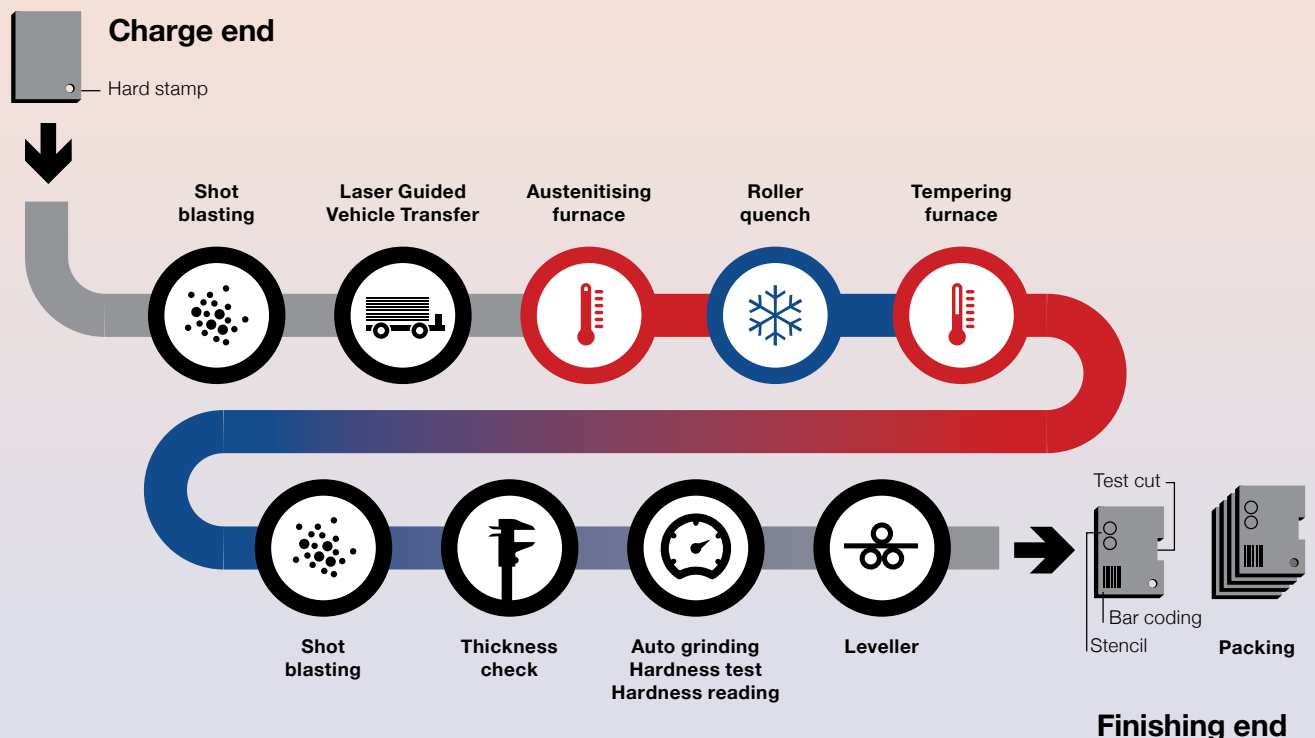 Charge end
Hard stamp
Shot
blasting
Laser Guided
Vehicle Transfer
Austenitising
furnace
Roller
quench
Tempering
furnace
Test cut
Bar coding
Stencil
Shot
blasting
Thickness
check
Auto grinding
Hardness test
Hardness reading
Leveller
Packing
Finishing end